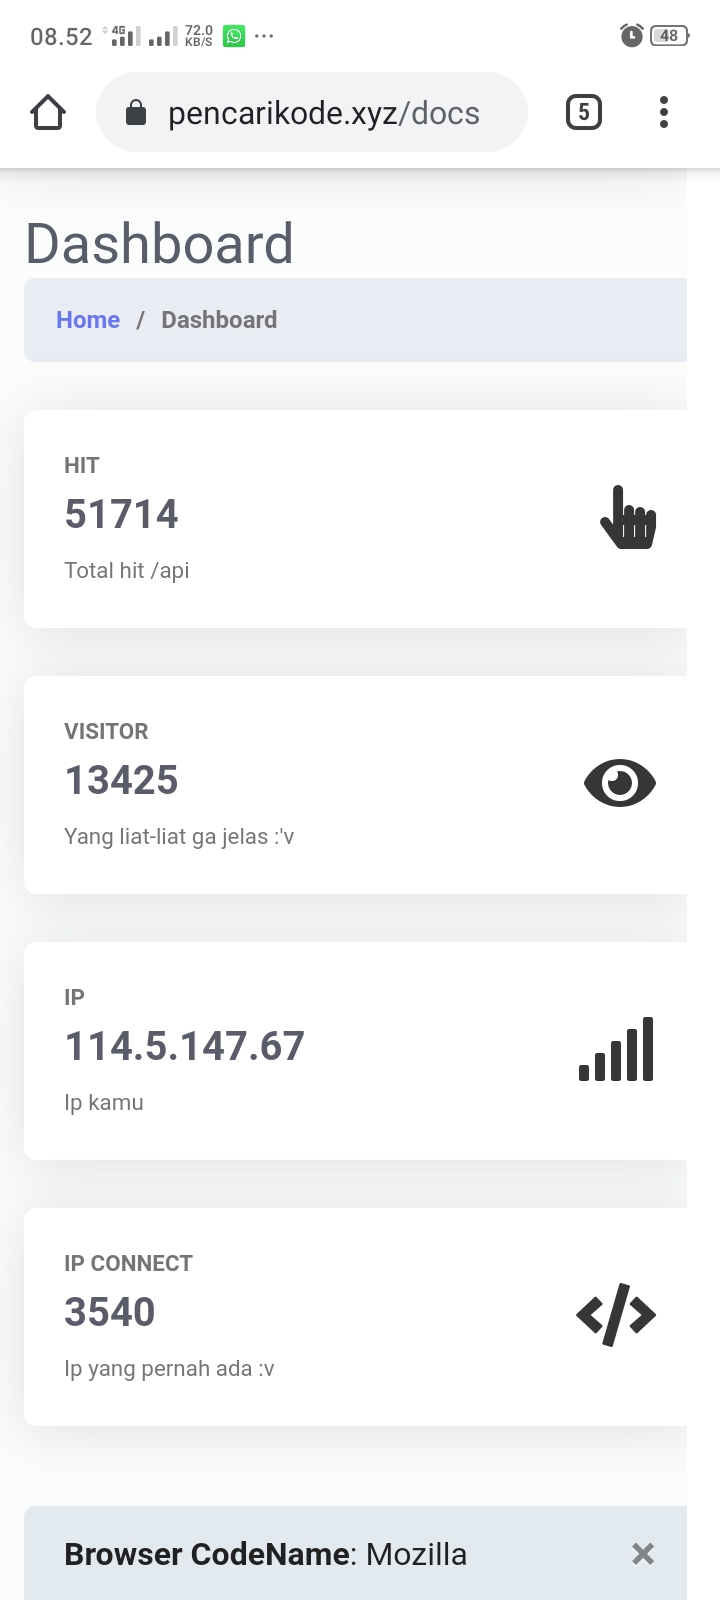 08.52 4G 72.0 KB/S 48
pencarikode.xyz/docs 5
Dashboard
Home / Dashboard
HIT
51714
Total hit /api
VISITOR
13425
Yang liat-liat ga jelas :'v
IP
114.5.147.67
Ip kamu
IP CONNECT
3540
Ip yang pernah ada :v
Browser CodeName: Mozilla ×